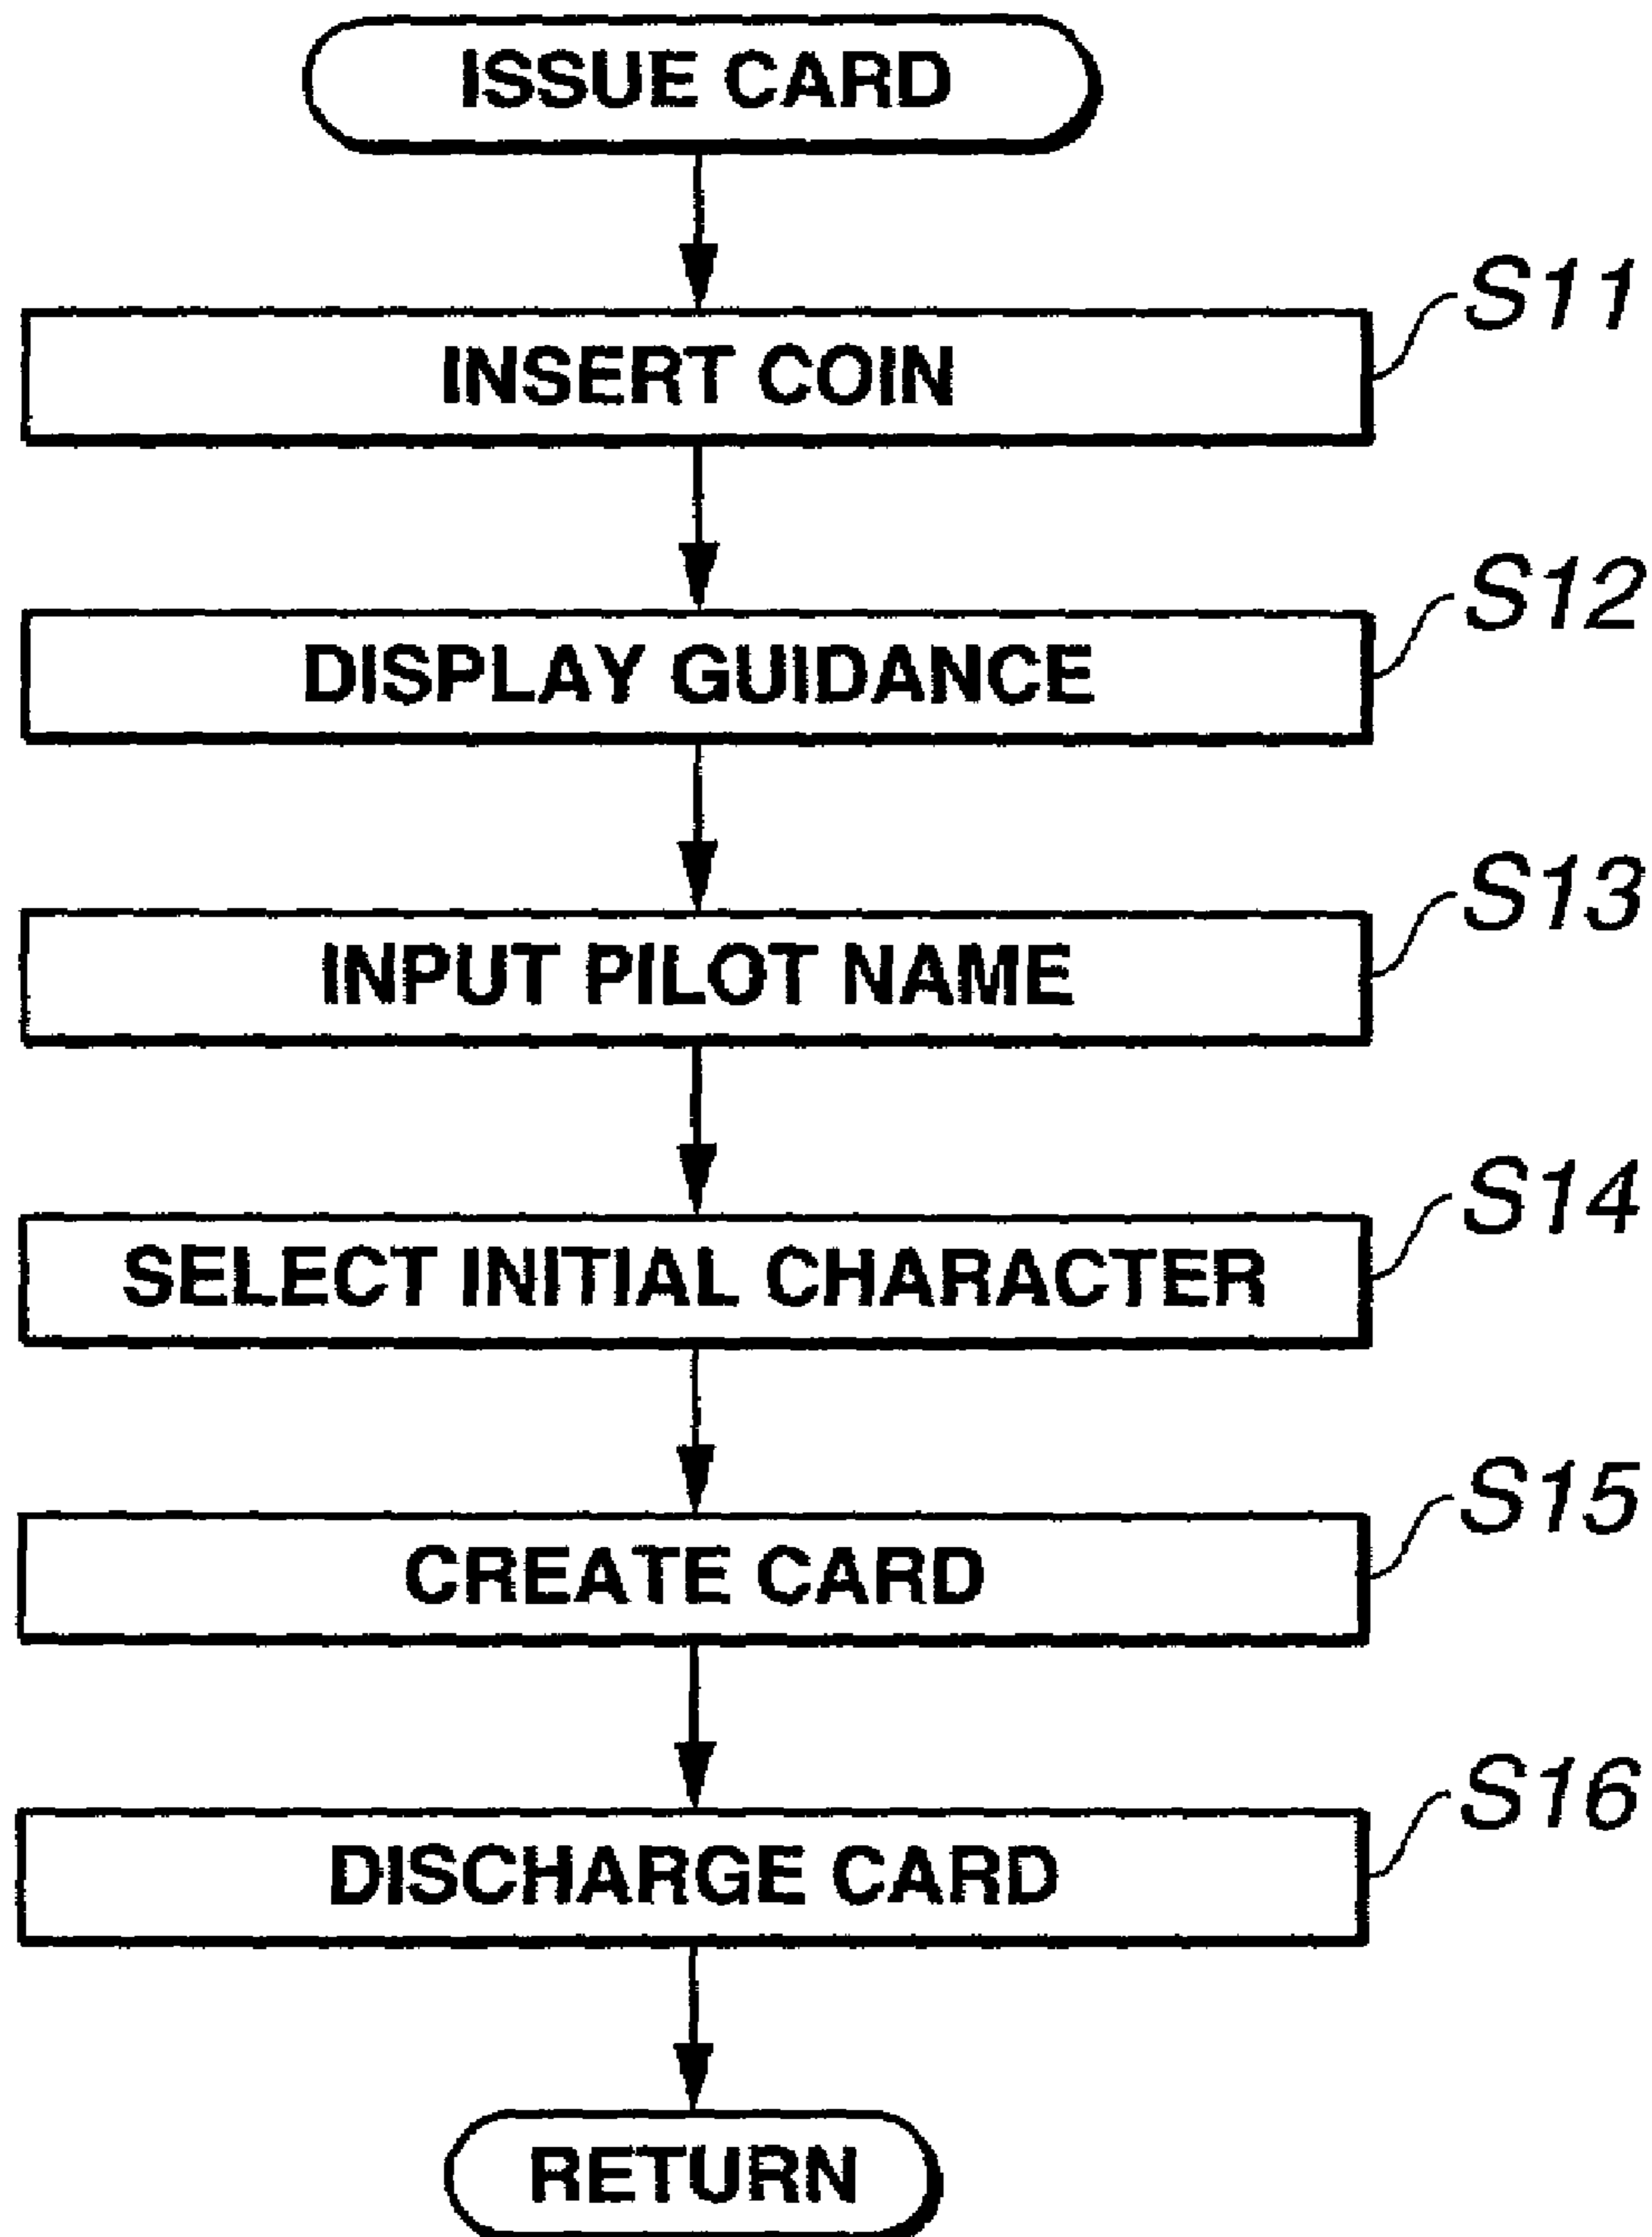 ISSUE CARD
INSERT COIN
S11
DISPLAY GUIDANCE
S12
INPUT PILOT NAME
S13
SELECT INITIAL CHARACTER
S14
CREATE CARD
S15
DISCHARGE CARD
S16
RETURN